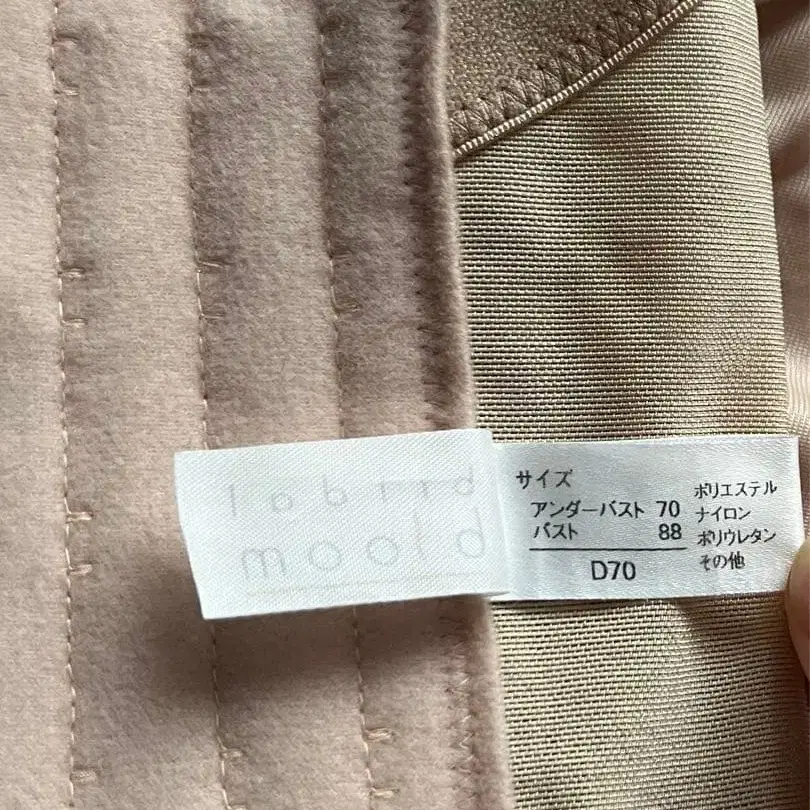 サイズ
アンダーバスト 70
バスト 88
D70
ポリエステル
ナイロン
ポリウレタン
その他